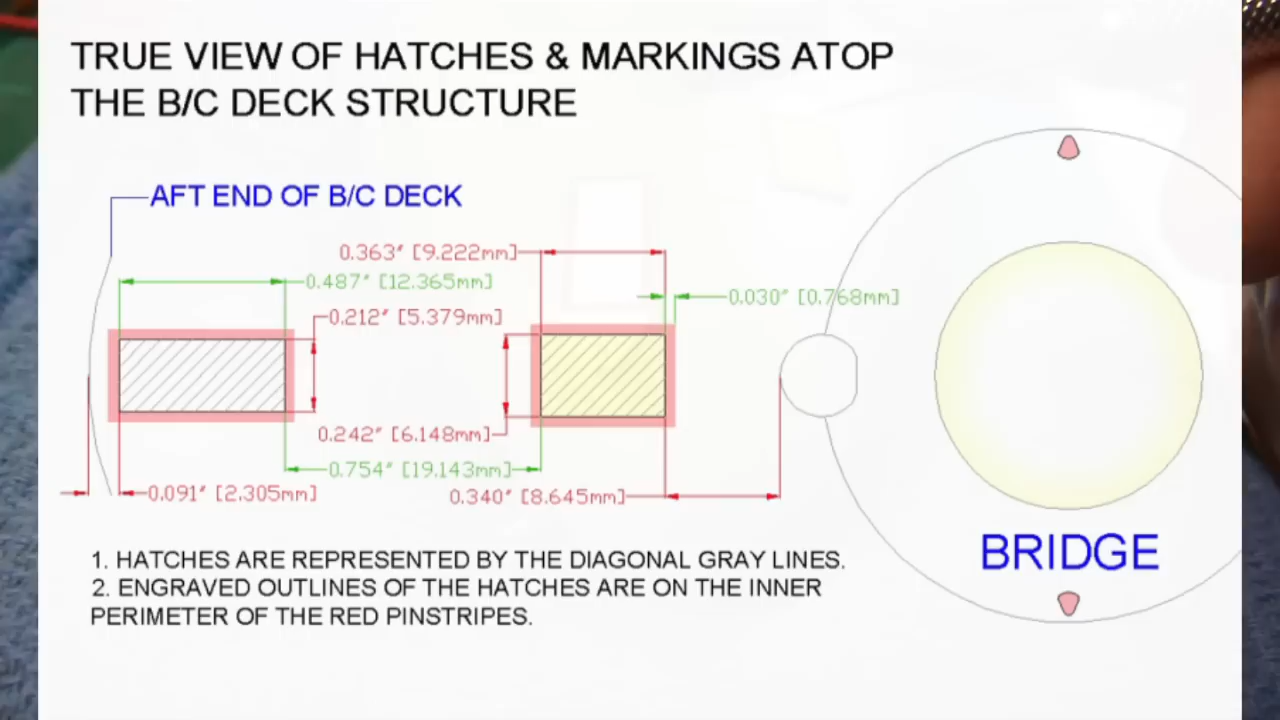 TRUE VIEW OF HATCHES & MARKINGS ATOP
THE B/C DECK STRUCTURE
AFT END OF B/C DECK
0.363″ [9.222mm]
0.487″ [12.365mm]
0.030″ [0.768mm]
0.212″ [5.379mm]
0.242″ [6.148mm]
0.754″ [19.143mm]
0.091″ [2.305mm]
0.340″ [8.645mm]
BRIDGE
1. HATCHES ARE REPRESENTED BY THE DIAGONAL GRAY LINES.
2. ENGRAVED OUTLINES OF THE HATCHES ARE ON THE INNER
PERIMETER OF THE RED PINSTRIPES.